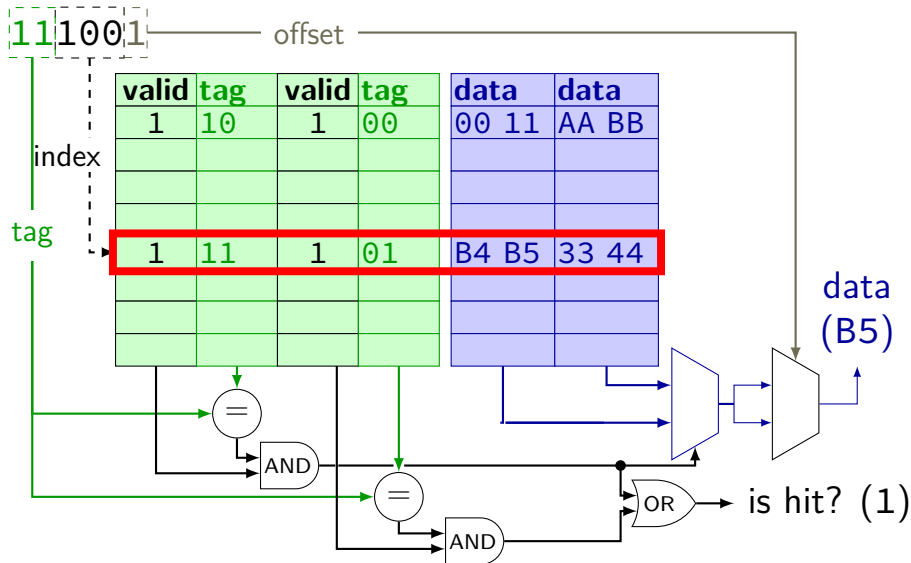 111001
offset
valid tag valid tag data data
1 10 1 00 00 11 AA BB
index
tag
1 11 1 01 B4 B5 33 44
data
(B5)
=
AND
=
OR
is hit? (1)
AND